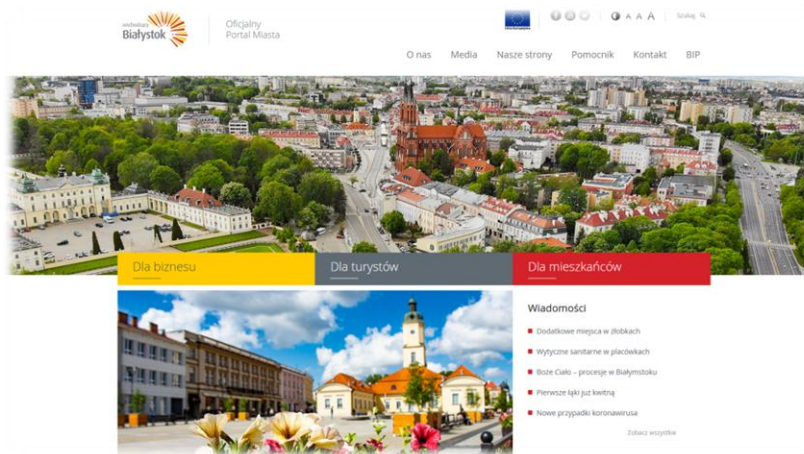 wschodzący
Białystok
Oficjalny
Portal Miasta
A A A
Szukaj
O nas Media Nasze strony Pomocnik Kontakt BIP
Dla biznesu Dla turystów Dla mieszkańców
Wiadomości
Dodatkowe miejsca w żłobkach
Wytyczne sanitarne w placówkach
Boże Ciało – procesje w Białymstoku
Pierwsze łąki już kwitną
Nowe przypadki koronawirusa
Zobacz wszystkie